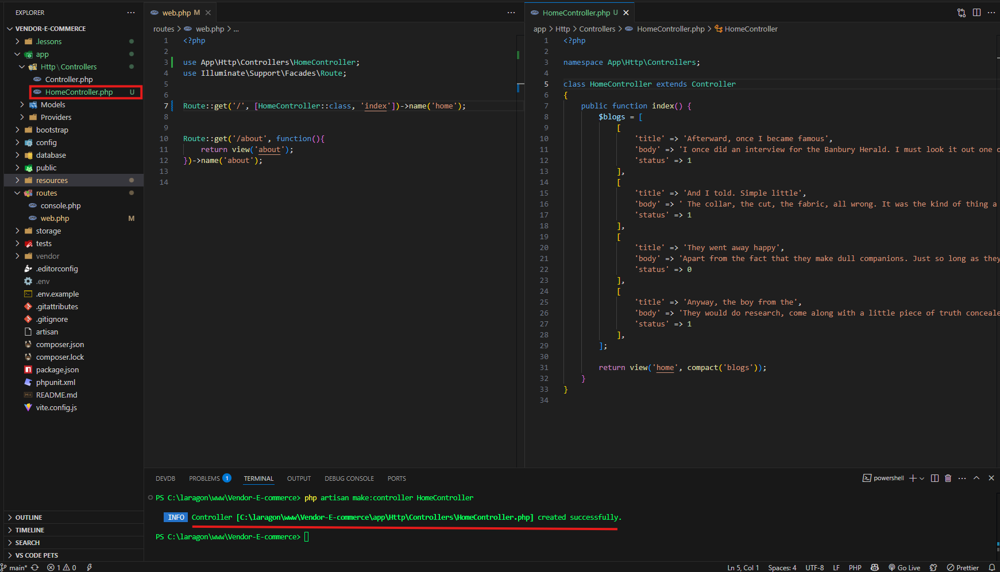 EXPLORER
VENDOR-E-COMMERCE
.lessons
app
Http\Controllers
Controller.php
HomeController.php U
Models
Providers
bootstrap
config
database
public
resources
routes
console.php
web.php M
storage
tests
vendor
.editorconfig
.env
.env.example
.gitattributes
.gitignore
artisan
composer.json
composer.lock
package.json
phpunit.xml
README.md
vite.config.js
OUTLINE
TIMELINE
SEARCH
VS CODE PETS
web.php M
routes > web.php > ...
1 <?php
2
3 use App\Http\Controllers\HomeController;
4 use Illuminate\Support\Facades\Route;
5
6
7 Route::get('/', [HomeController::class, 'index'])->name('home');
8
9
10 Route::get('/about', function(){
11 return view('about');
12 })->name('about');
13
14
HomeController.php U
app > Http > Controllers > HomeController.php > HomeController
1 <?php
2
3 namespace App\Http\Controllers;
4
5 class HomeController extends Controller
6 {
7 public function index() {
8 $blogs = [
9 [
10 'title' => 'Afterward, once I became famous',
11 'body' => 'I once did an interview for the Banbury Herald. I must look it out one
12 'status' => 1
13 ],
14 [
15 'title' => 'And I told. Simple little',
16 'body' => ' The collar, the cut, the fabric, all wrong. It was the kind of thing a
17 'status' => 1
18 ],
19 [
20 'title' => 'They went away happy',
21 'body' => 'Apart from the fact that they make dull companions. Just so long as they
22 'status' => 0
23 ],
24 [
25 'title' => 'Anyway, the boy from the',
26 'body' => 'They would do research, come along with a little piece of truth conceale
27 'status' => 1
28 ],
29 ];
30
31 return view('home', compact('blogs'));
32 }
33 }
34
DEVDB PROBLEMS 1 TERMINAL OUTPUT DEBUG CONSOLE PORTS
powershell
PS C:\laragon\www\Vendor-E-commerce> php artisan make:controller HomeController
INFO Controller [C:\laragon\www\Vendor-E-commerce\app\Http\Controllers\HomeController.php] created successfully.
PS C:\laragon\www\Vendor-E-commerce>
main* 1 0
Ln 5, Col 1 Spaces: 4 UTF-8 LF PHP Go Live Prettier